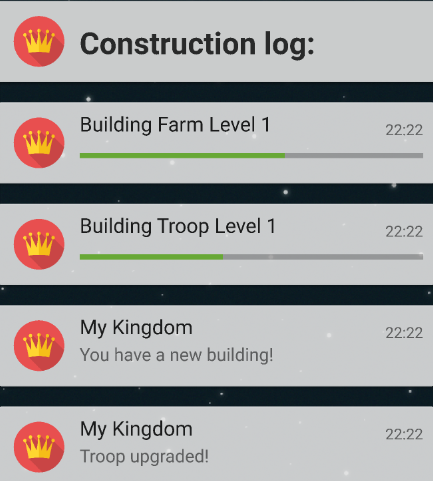 Construction log:
Building Farm Level 1
22:22
Building Troop Level 1
22:22
My Kingdom
22:22
You have a new building!
My Kingdom
22:22
Troop upgraded!